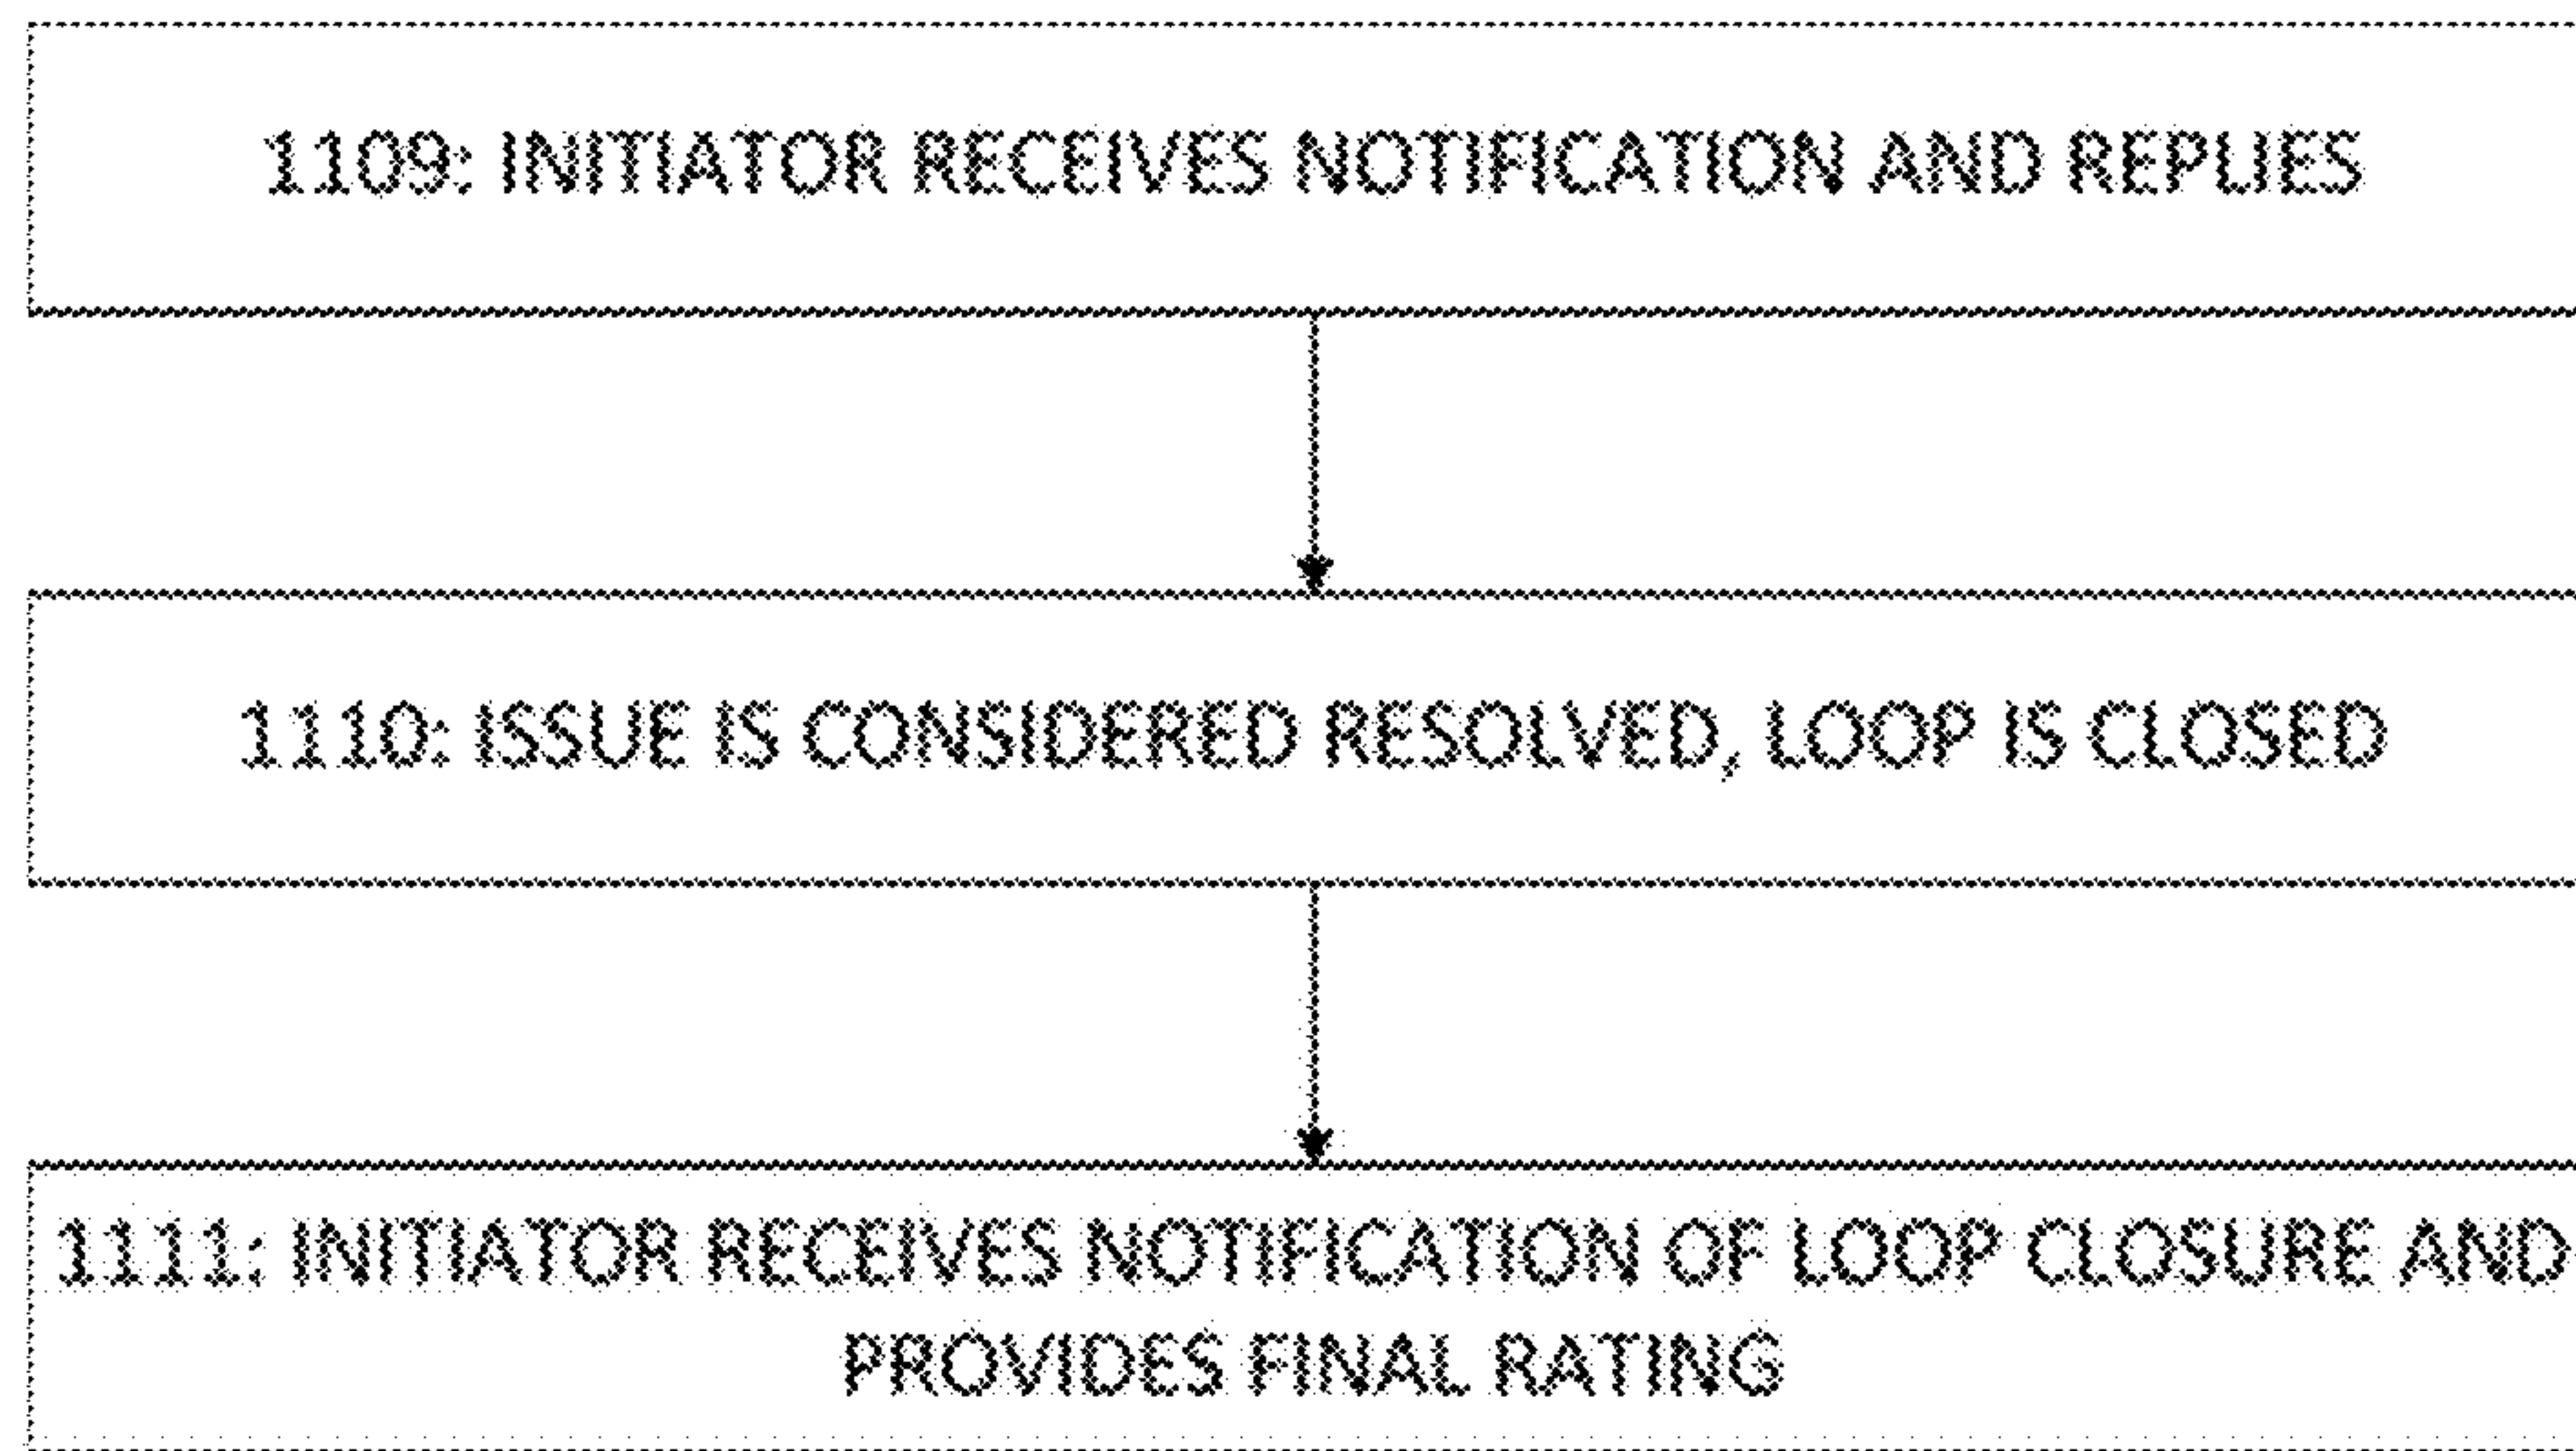 1109: INITIATOR RECEIVES NOTIFICATION AND REPLIES
1110: ISSUE IS CONSIDERED RESOLVED, LOOP IS CLOSED
1111: INITIATOR RECEIVES NOTIFICATION OF LOOP CLOSURE AND
PROVIDES FINAL RATING